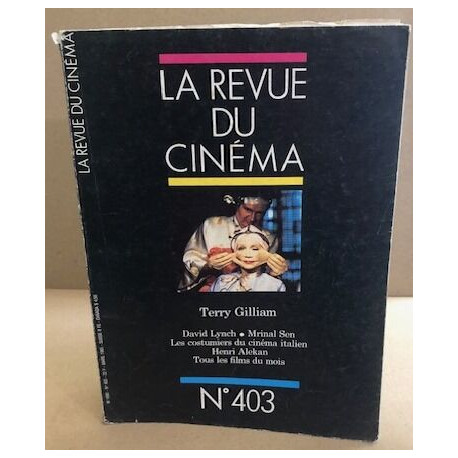 LA REVUE DU CINÉMA
LA REVUE
DU
CINÉMA
Terry Gilliam
David Lynch • Mrinal Sen
Les costumiers du cinéma italien
Henri Alekan
Tous les films du mois
N° 403